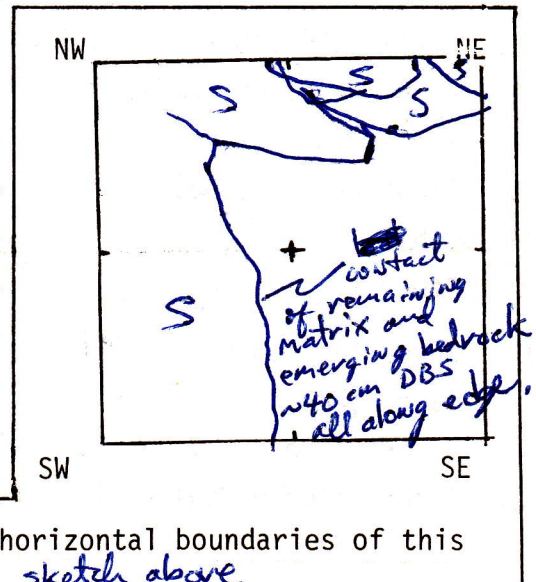 NW NE
S S S
S
S
contact
of remaining
matrix and
emerging bedrock
~40 cm DBS
all along edge.
SW SE
horizontal boundaries of this
sketch above